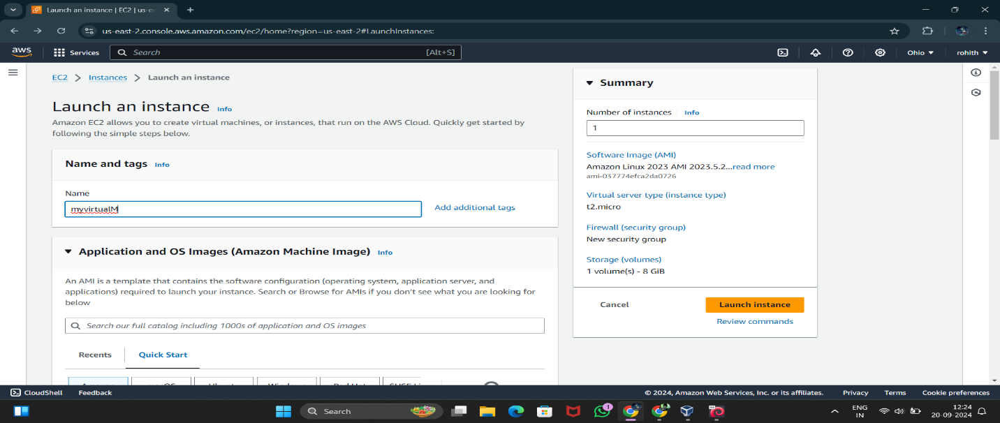 Launch an instance | EC2 | us-ea
us-east-2.console.aws.amazon.com/ec2/home?region=us-east-2#LaunchInstances:
aws
Services
Search
[Alt+S]
Ohio
rohith
EC2
Instances
Launch an instance
Launch an instance Info
Amazon EC2 allows you to create virtual machines, or instances, that run on the AWS Cloud. Quickly get started by
following the simple steps below.
Name and tags Info
Name
myvirtualM
Add additional tags
Application and OS Images (Amazon Machine Image) Info
An AMI is a template that contains the software configuration (operating system, application server, and
applications) required to launch your instance. Search or Browse for AMIs if you don't see what you are looking for
below
Search our full catalog including 1000s of application and OS images
Recents
Quick Start
Summary
Number of instances Info
1
Software Image (AMI)
Amazon Linux 2023 AMI 2023.5.2...read more
ami-037774efca2da0726
Virtual server type (instance type)
t2.micro
Firewall (security group)
New security group
Storage (volumes)
1 volume(s) - 8 GiB
Cancel
Launch instance
Review commands
CloudShell
Feedback
© 2024, Amazon Web Services, Inc. or its affiliates.
Privacy
Terms
Cookie preferences
Search
1
ENG
IN
12:24
20-09-2024